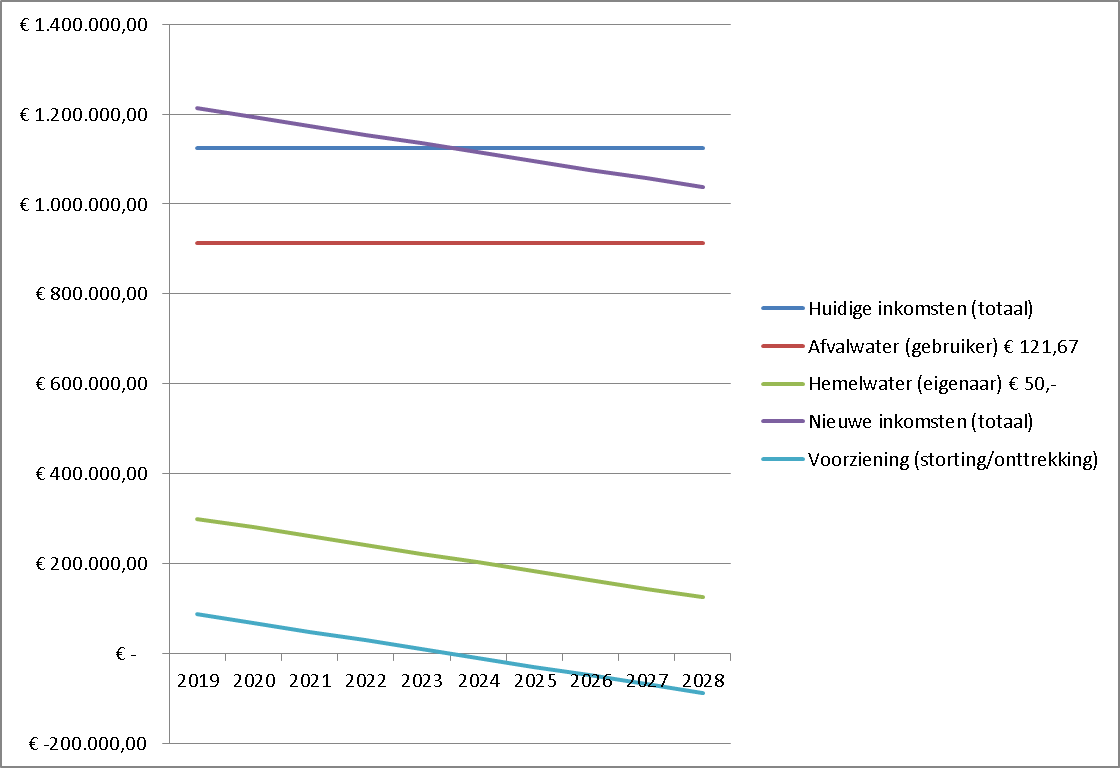 € 1.400.000,00
€ 1.200.000,00
€ 1.000.000,00
€ 800.000,00
€ 600.000,00
€ 400.000,00
€ 200.000,00
€ -
€ -200.000,00
2019 2020 2021 2022 2023 2024 2025 2026 2027 2028
Huidige inkomsten (totaal)
Afvalwater (gebruiker) € 121,67
Hemelwater (eigenaar) € 50,-
Nieuwe inkomsten (totaal)
Voorziening (storting/onttrekking)